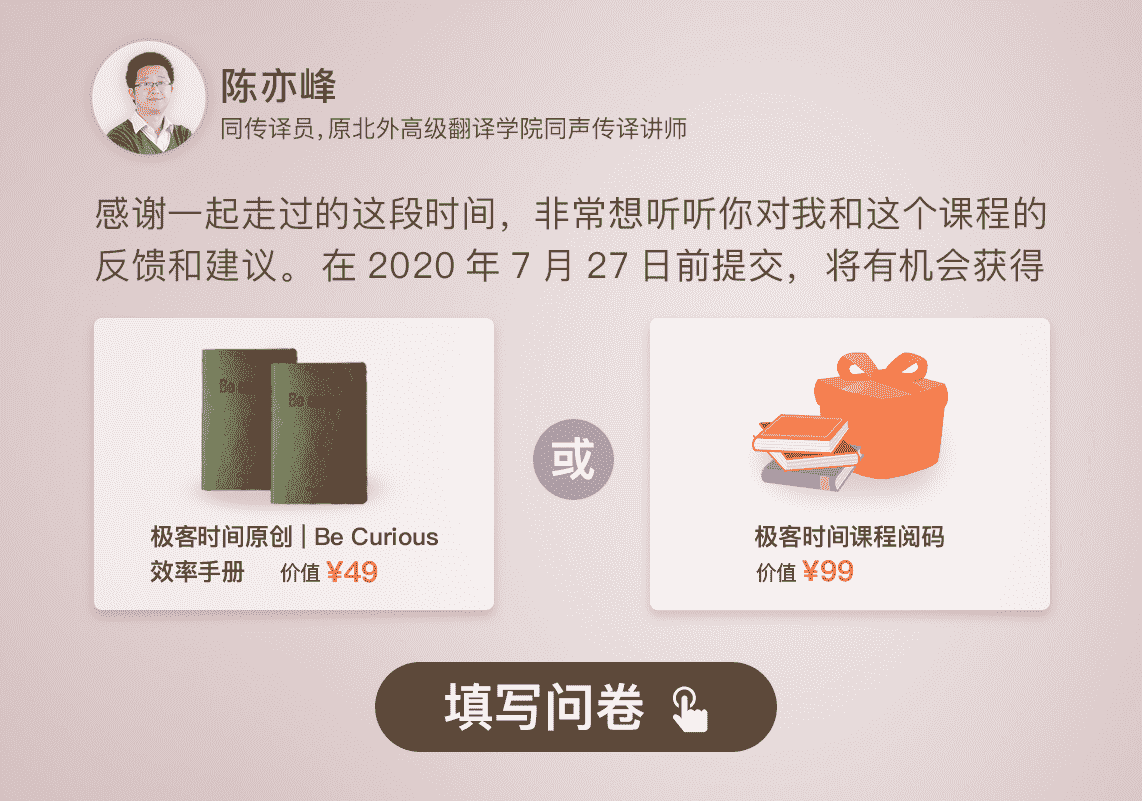 陈亦峰
同传译员，原北外高级翻译学院同声传译讲师
感谢一起走过的这段时间，非常想听听你对我和这个课程的
反馈和建议。在 2020 年 7 月 27 日前提交，将有机会获得
Be
Be
或
极客时间原创 | Be Curious
效率手册 价值 ¥49
极客时间课程阅码
价值 ¥99
填写问卷